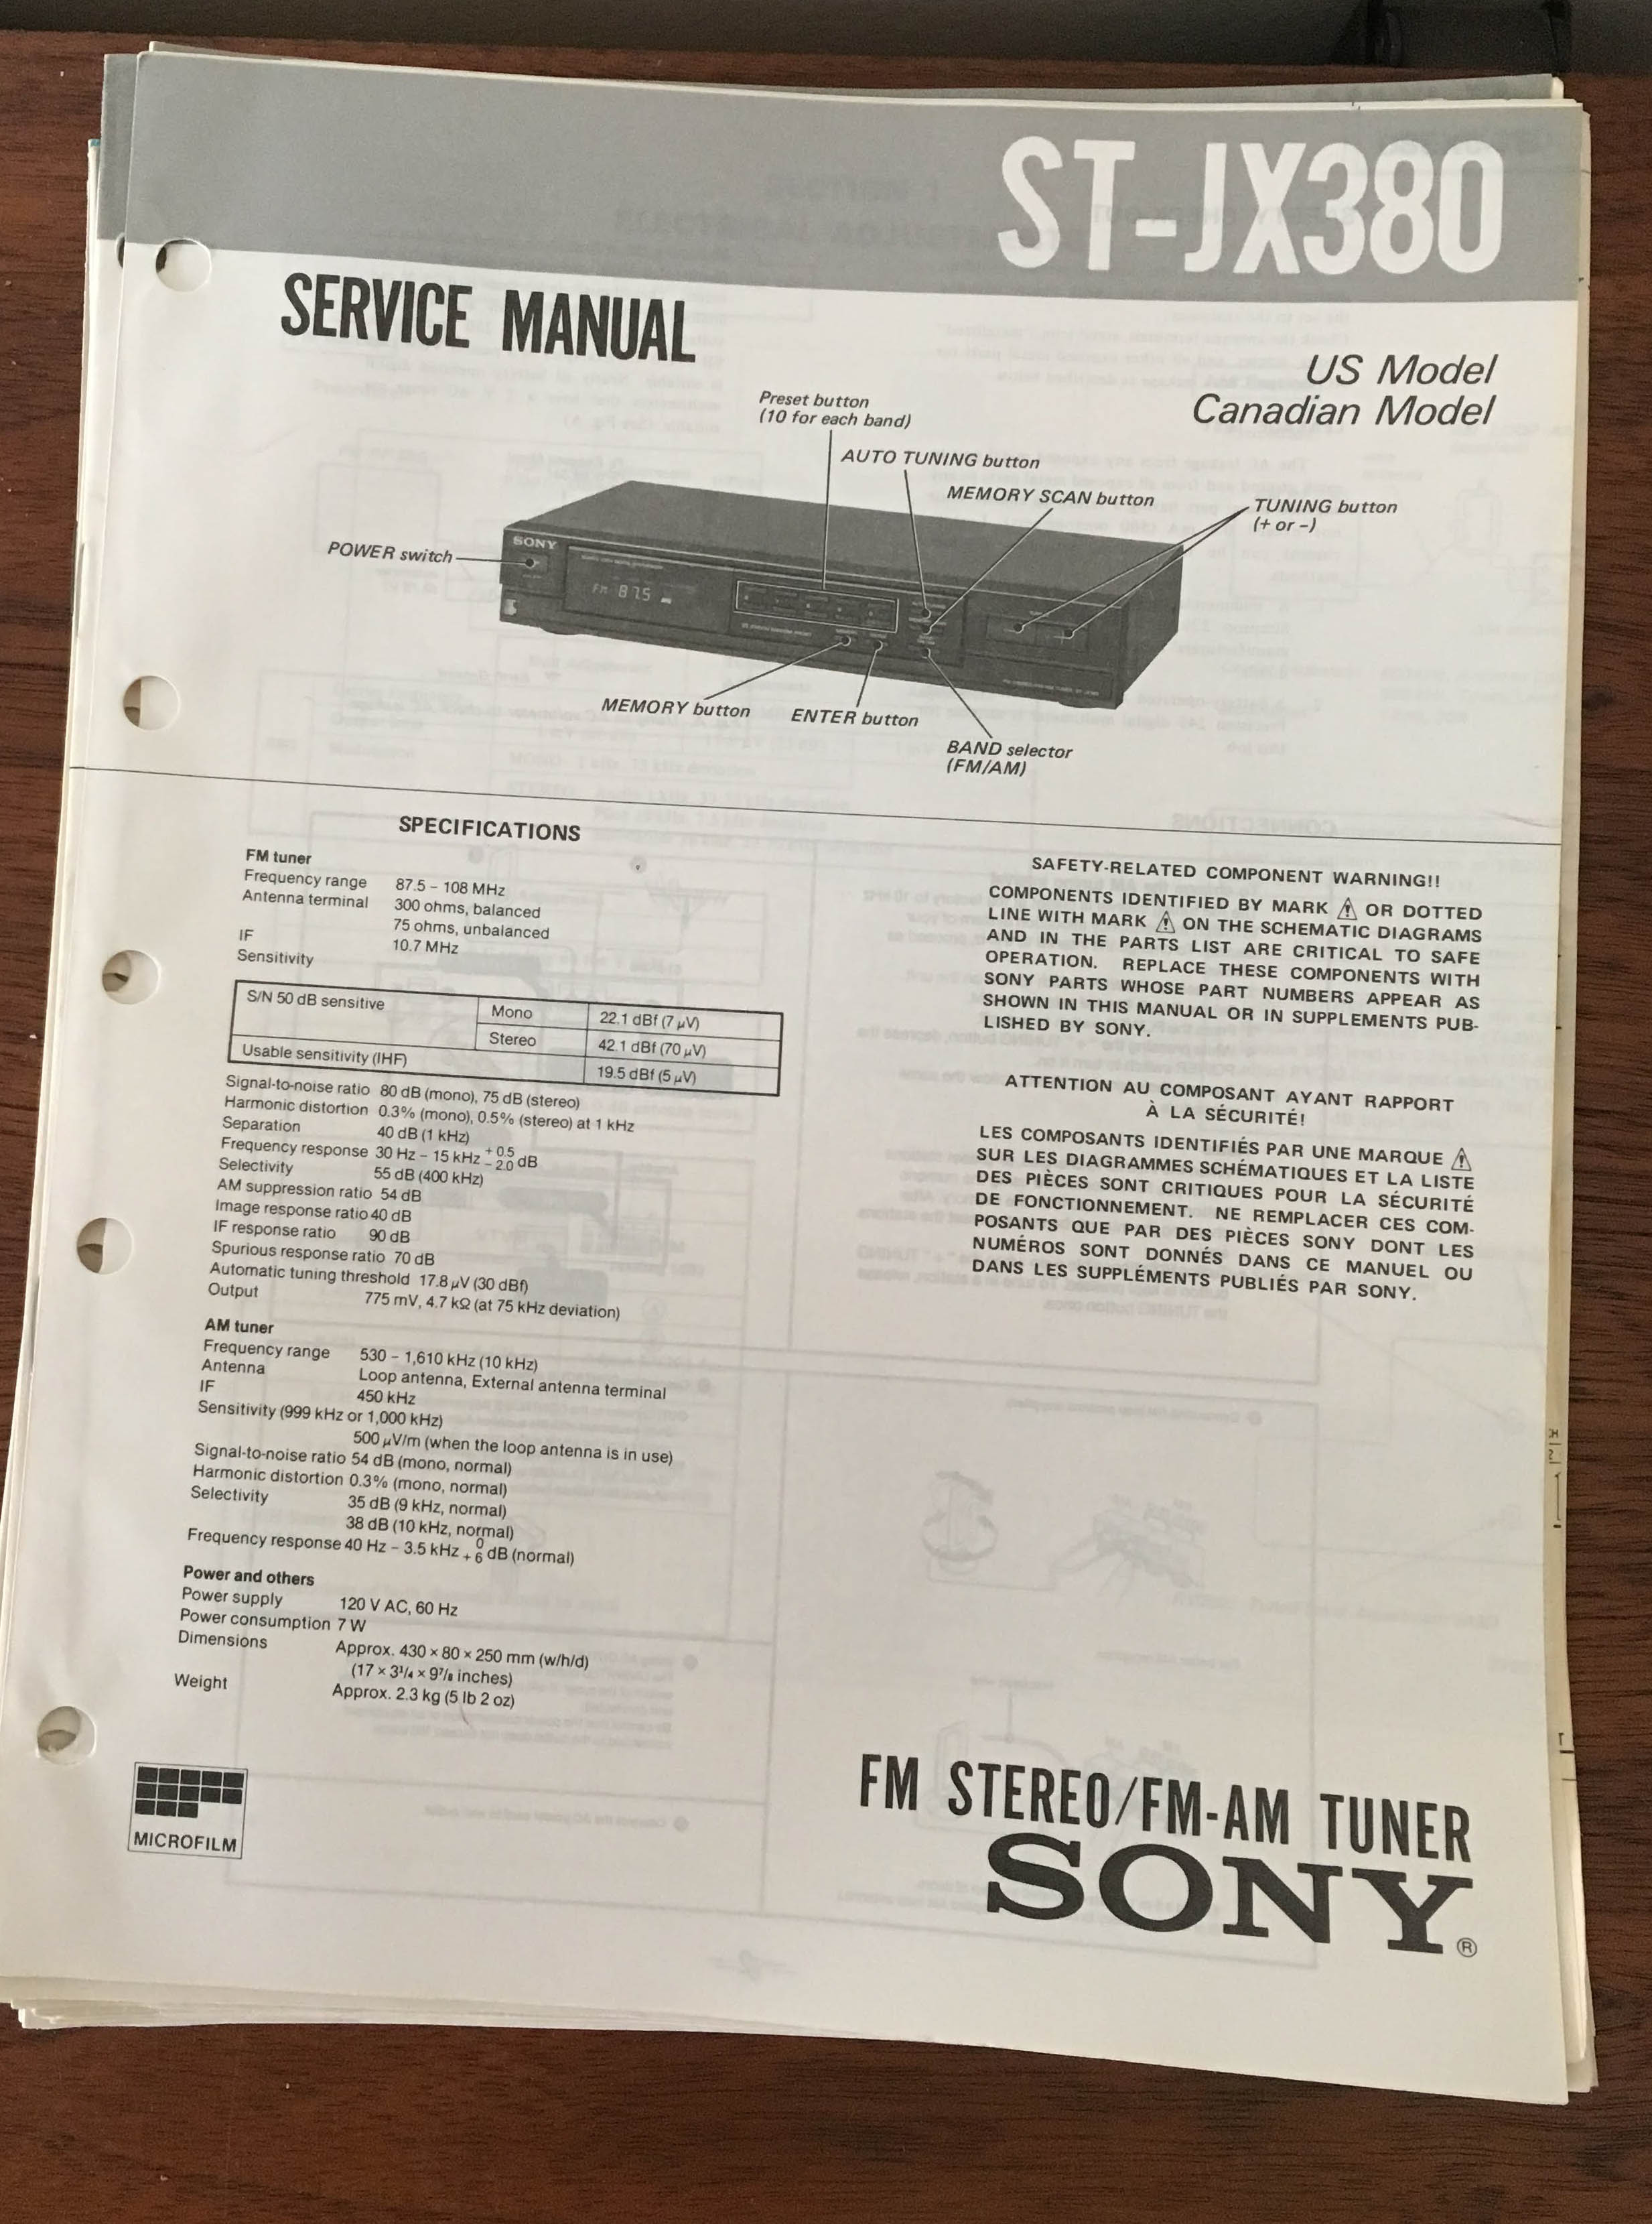 ST-JX380
SERVICE MANUAL
US Model
Canadian Model
Preset button
(10 for each band)
AUTO TUNING button
MEMORY SCAN button
TUNING button
(+ or –)
POWER switch
SONY
FM 87.5
MEMORY button
ENTER button
BAND selector
(FM/AM)
SPECIFICATIONS
FM tuner
Frequency range 87.5 – 108 MHz
Antenna terminal 300 ohms, balanced
75 ohms, unbalanced
IF 10.7 MHz
Sensitivity
S/N 50 dB sensitive Mono 22.1 dBf (7 µV)
Stereo 42.1 dBf (70 µV)
Usable sensitivity (IHF) 19.5 dBf (5 µV)
Signal-to-noise ratio 80 dB (mono), 75 dB (stereo)
Harmonic distortion 0.3% (mono), 0.5% (stereo) at 1 kHz
Separation 40 dB (1 kHz)
Frequency response 30 Hz – 15 kHz + 0.5 – 2.0 dB
Selectivity 55 dB (400 kHz)
AM suppression ratio 54 dB
Image response ratio 40 dB
IF response ratio 90 dB
Spurious response ratio 70 dB
Automatic tuning threshold 17.8 µV (30 dBf)
Output 775 mV, 4.7 kΩ (at 75 kHz deviation)
AM tuner
Frequency range 530 – 1,610 kHz (10 kHz)
Antenna Loop antenna, External antenna terminal
IF 450 kHz
Sensitivity (999 kHz or 1,000 kHz)
500 µV/m (when the loop antenna is in use)
Signal-to-noise ratio 54 dB (mono, normal)
Harmonic distortion 0.3% (mono, normal)
Selectivity 35 dB (9 kHz, normal)
38 dB (10 kHz, normal)
Frequency response 40 Hz – 3.5 kHz 0 + 6 dB (normal)
Power and others
Power supply 120 V AC, 60 Hz
Power consumption 7 W
Dimensions Approx. 430 × 80 × 250 mm (w/h/d)
(17 × 3¹/₄ × 9⁷/₈ inches)
Weight Approx. 2.3 kg (5 lb 2 oz)
SAFETY-RELATED COMPONENT WARNING!!
COMPONENTS IDENTIFIED BY MARK ⚠ OR DOTTED
LINE WITH MARK ⚠ ON THE SCHEMATIC DIAGRAMS
AND IN THE PARTS LIST ARE CRITICAL TO SAFE
OPERATION. REPLACE THESE COMPONENTS WITH
SONY PARTS WHOSE PART NUMBERS APPEAR AS
SHOWN IN THIS MANUAL OR IN SUPPLEMENTS PUB-
LISHED BY SONY.
ATTENTION AU COMPOSANT AYANT RAPPORT
À LA SÉCURITÉ!
LES COMPOSANTS IDENTIFIÉS PAR UNE MARQUE ⚠
SUR LES DIAGRAMMES SCHÉMATIQUES ET LA LISTE
DES PIÈCES SONT CRITIQUES POUR LA SÉCURITÉ
DE FONCTIONNEMENT. NE REMPLACER CES COM-
POSANTS QUE PAR DES PIÈCES SONY DONT LES
NUMÉROS SONT DONNÉS DANS CE MANUEL OU
DANS LES SUPPLÉMENTS PUBLIÉS PAR SONY.
MICROFILM
FM STEREO/FM-AM TUNER
SONY®